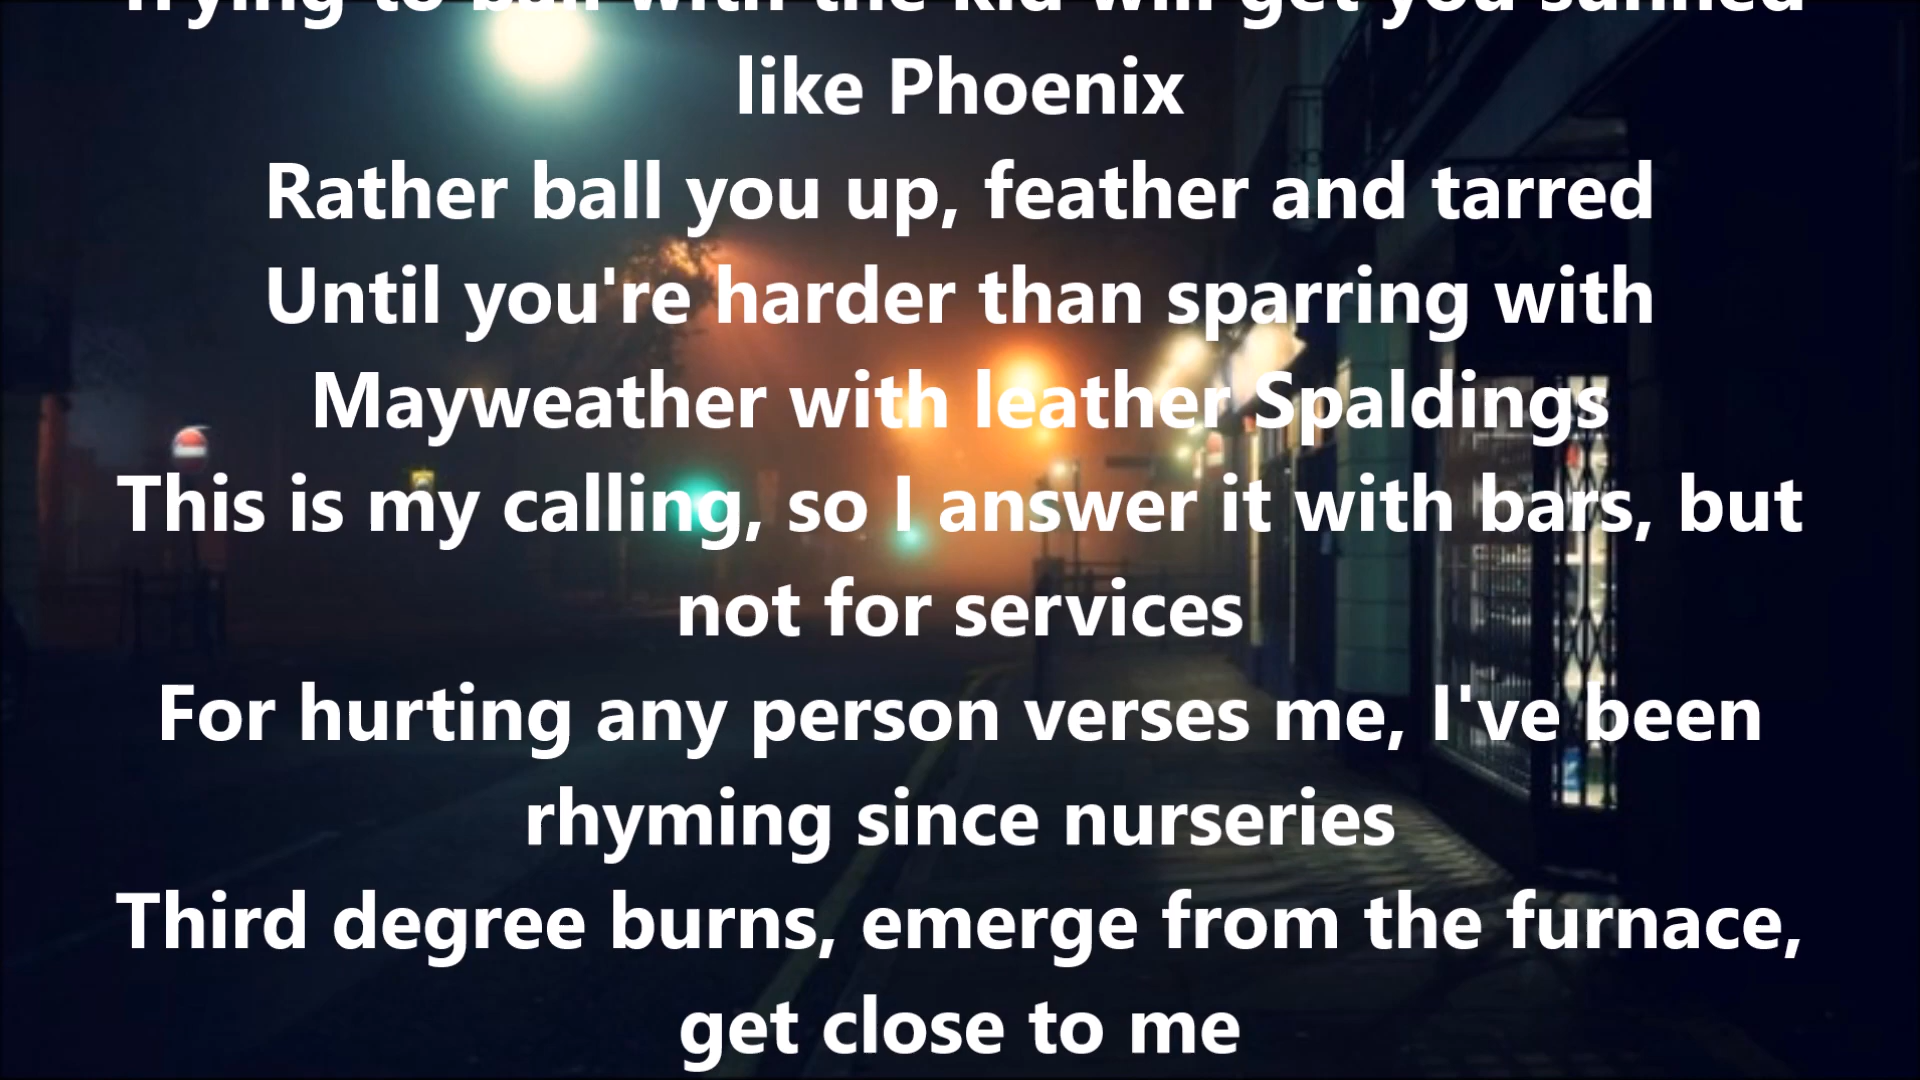 Trying to ball with the kid will get you sunned
like Phoenix
Rather ball you up, feather and tarred
Until you're harder than sparring with
Mayweather with leather Spaldings
This is my calling, so I answer it with bars, but
not for services
For hurting any person verses me, I've been
rhyming since nurseries
Third degree burns, emerge from the furnace,
get close to me